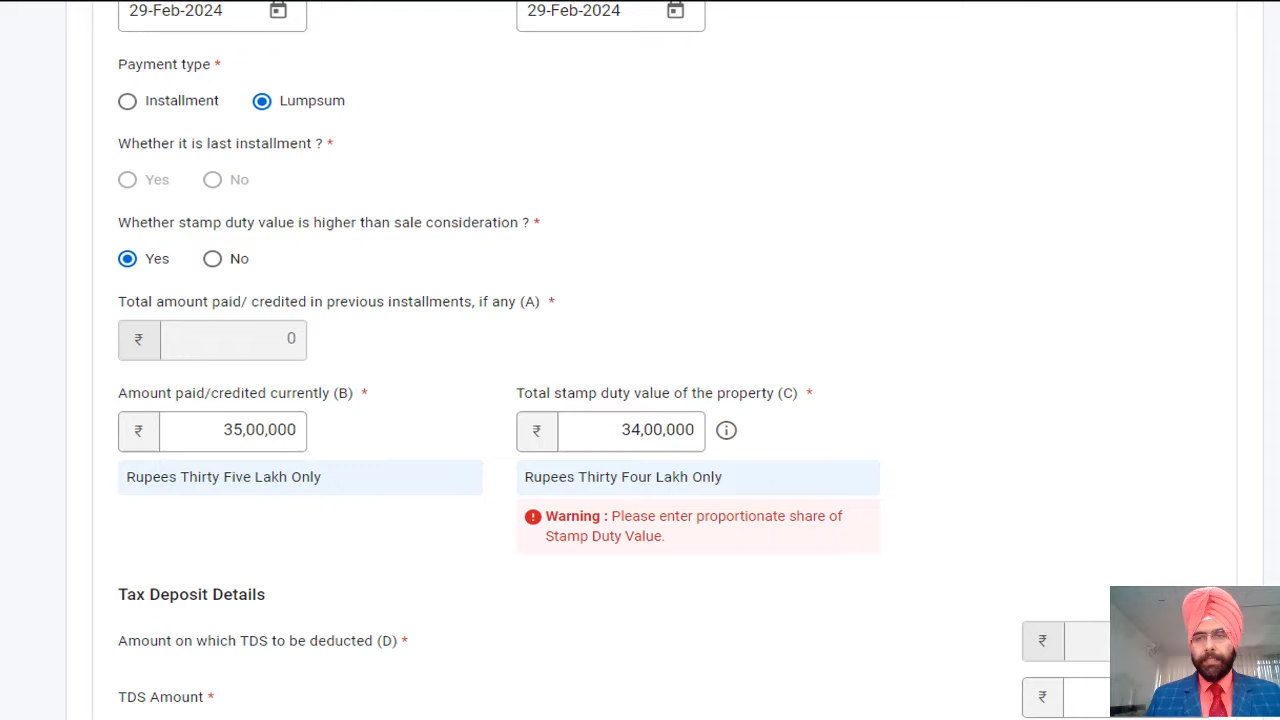 29-Feb-2024 29-Feb-2024
Payment type *
Installment Lumpsum
Whether it is last installment ? *
Yes No
Whether stamp duty value is higher than sale consideration ? *
Yes No
Total amount paid/ credited in previous installments, if any (A) *
₹ 0
Amount paid/credited currently (B) * Total stamp duty value of the property (C) *
₹ 35,00,000 ₹ 34,00,000
Rupees Thirty Five Lakh Only Rupees Thirty Four Lakh Only
Warning : Please enter proportionate share of
Stamp Duty Value.
Tax Deposit Details
Amount on which TDS to be deducted (D) * ₹
TDS Amount * ₹